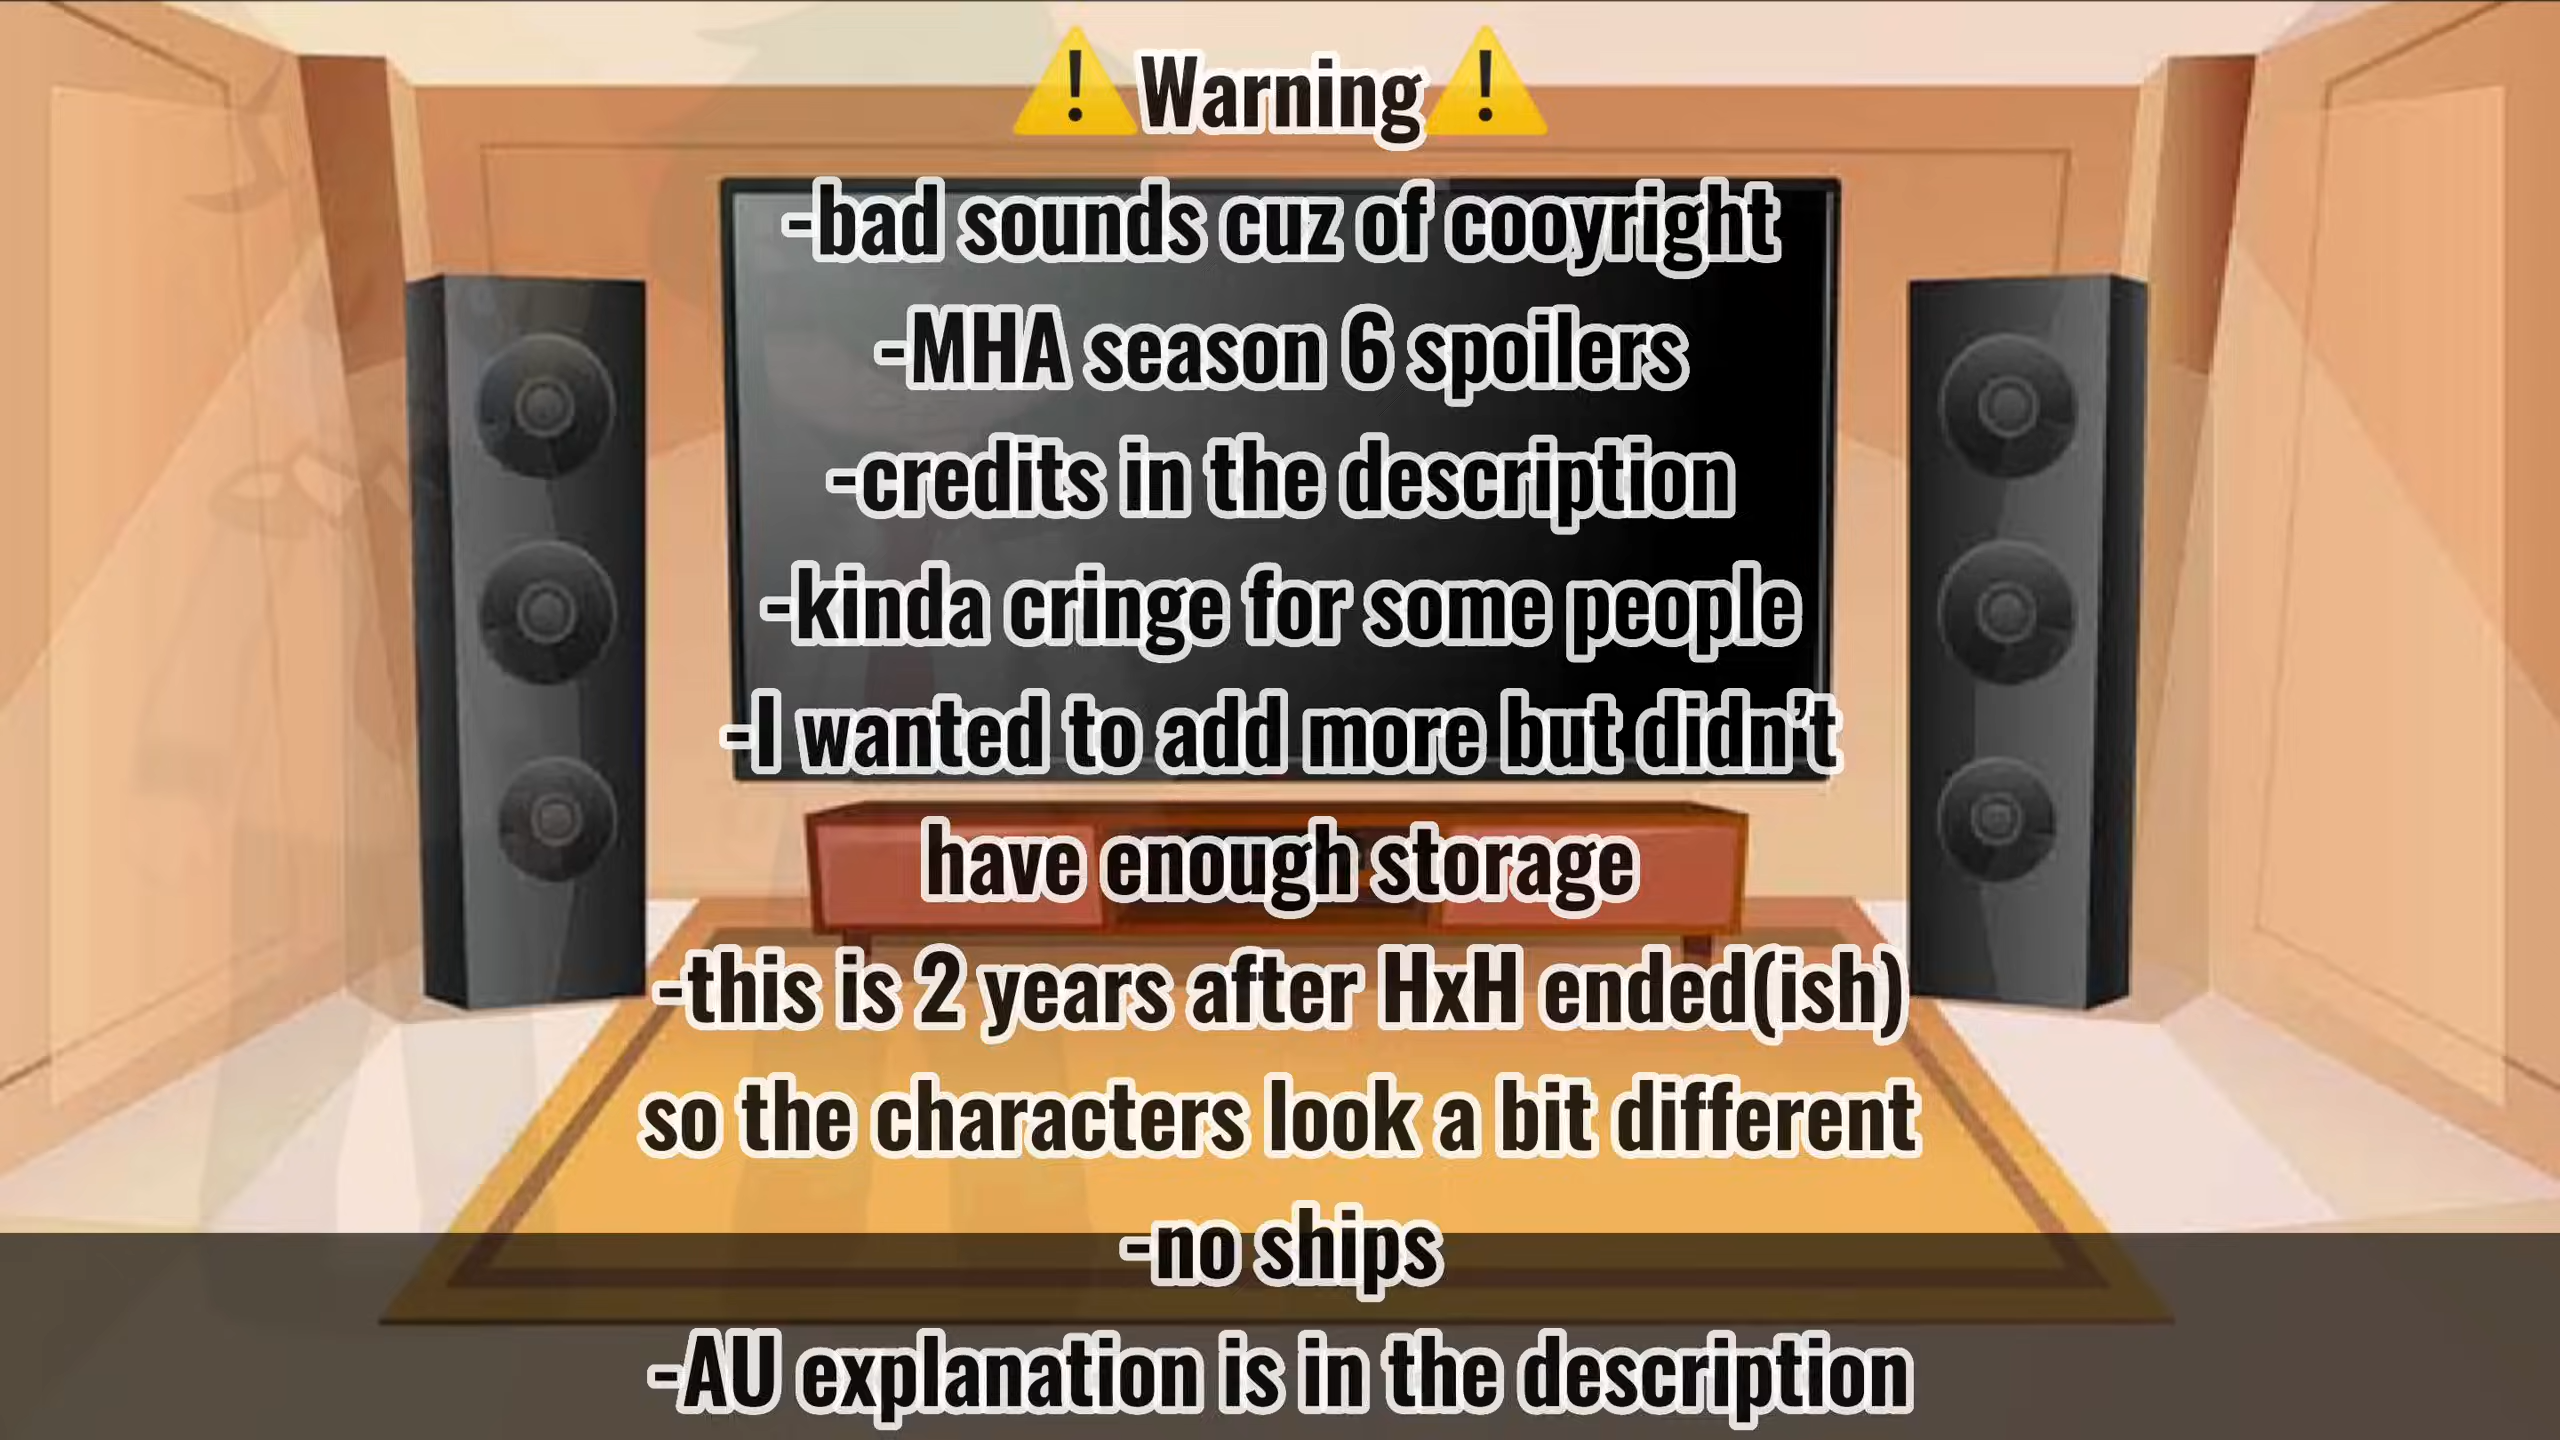 ⚠Warning⚠
-bad sounds cuz of cooyright
-MHA season 6 spoilers
-credits in the description
-kinda cringe for some people
-I wanted to add more but didn't
have enough storage
-this is 2 years after HxH ended(ish)
so the characters look a bit different
-no ships
-AU explanation is in the description